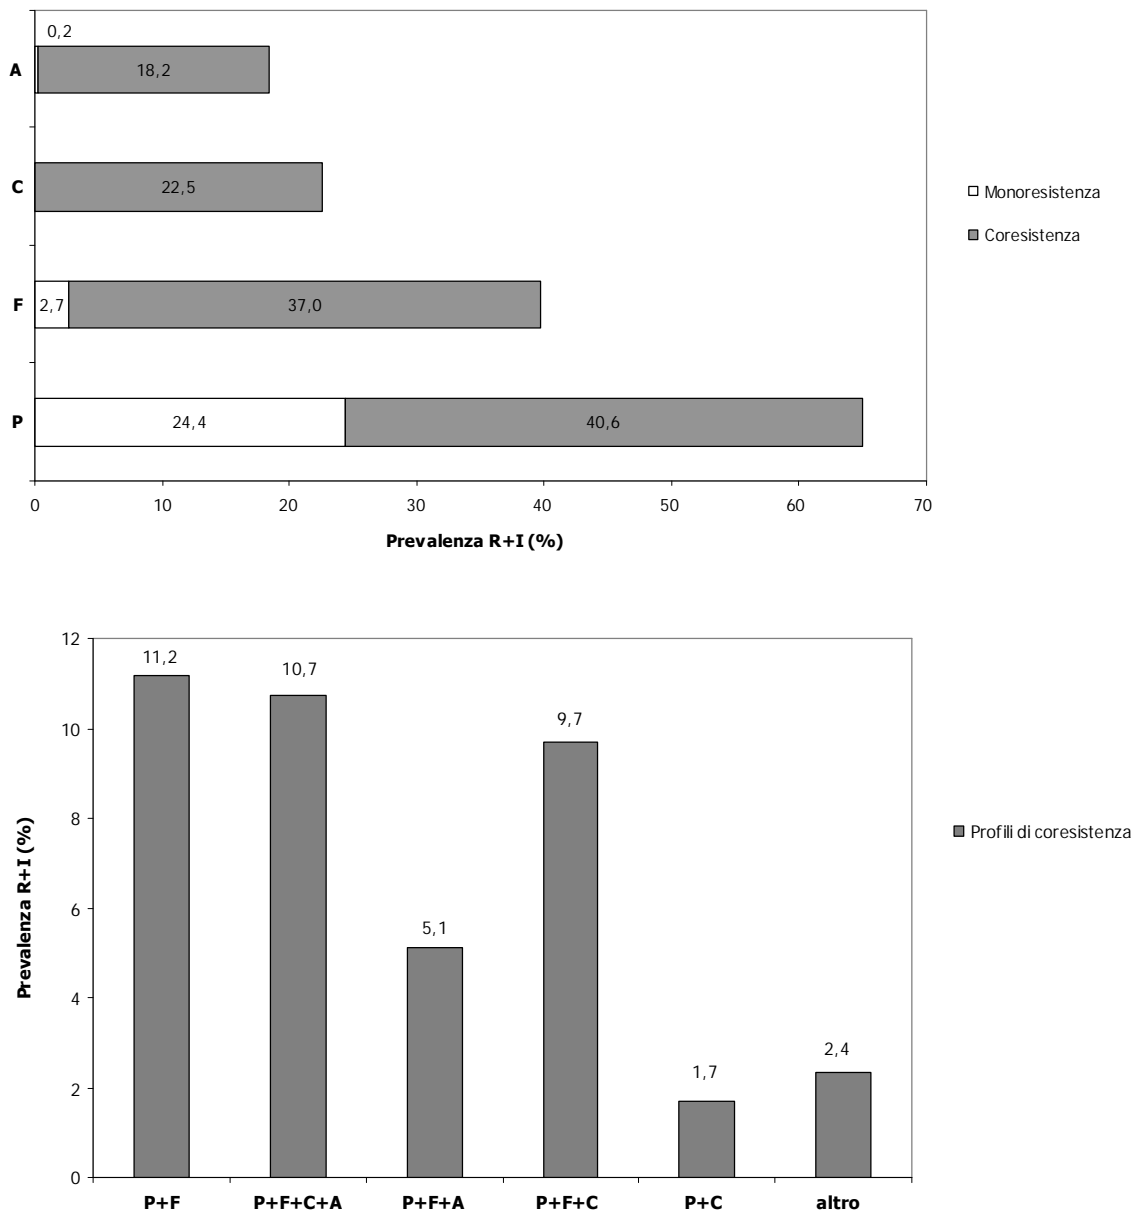 0,2
A
18,2
C
22,5
Monoresistenza
Coresistenza
F
2,7
37,0
P
24,4
40,6
0 10 20 30 40 50 60 70
Prevalenza R+I (%)
12
11,2
10,7
10
9,7
8
Prevalenza R+I (%)
Profili di coresistenza
6
5,1
4
2,4
2
1,7
0
P+F P+F+C+A P+F+A P+F+C P+C altro